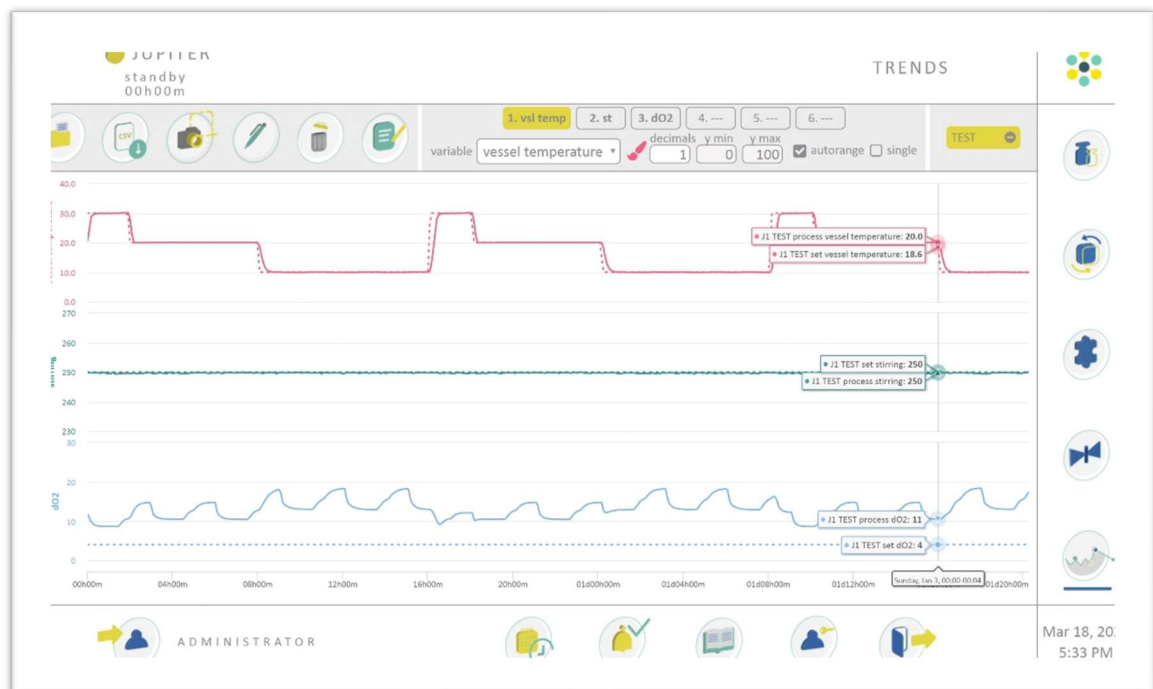 JUPITER
standby
00h00m
TRENDS
CSV
1. vsl temp
2. st
3. dO2
4. ---
5. ---
6. ---
variable
vessel temperature
decimals
1
y min
0
y max
100
autorange
single
TEST
40.0
30.0
20.0
10.0
0.0
J1 TEST process vessel temperature: 20.0
J1 TEST set vessel temperature: 18.6
270
260
250
240
230
J1 TEST set stirring: 250
J1 TEST process stirring: 250
30
20
10
0
dO2
J1 TEST process dO2: 11
J1 TEST set dO2: 4
00h00m
04h00m
08h00m
12h00m
16h00m
20h00m
01d00h00m
01d04h00m
01d08h00m
01d12h00m
Sunday, Jan 3, 00:00 00:04
01d20h00m
ADMINISTRATOR
Mar 18, 20
5:33 PM